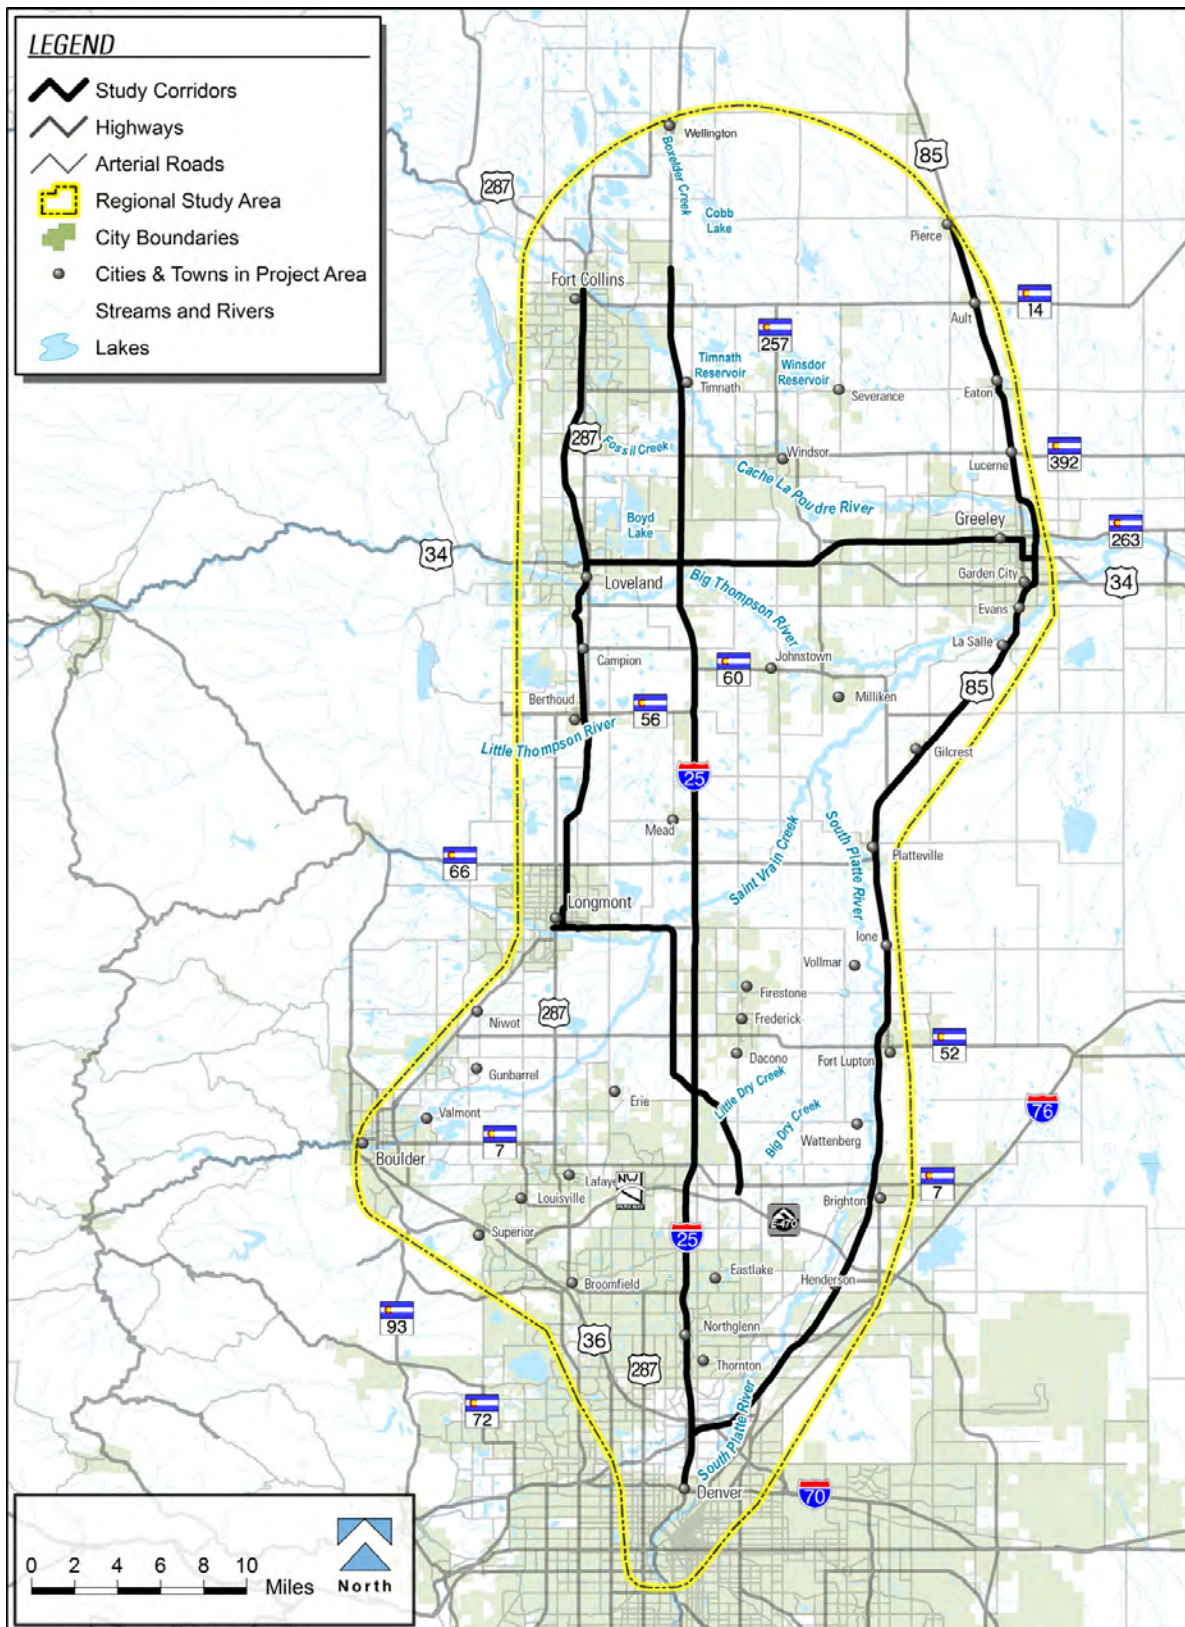 LEGEND
Study Corridors
Highways
Arterial Roads
Regional Study Area
City Boundaries
Cities & Towns in Project Area
Streams and Rivers
Lakes
Wellington
Boxelder Creek
85
287
Cobb
Lake
Pierce
Fort Collins
14
Ault
257
Timnath
Reservoir
Winsdor
Reservoir
Timnath
Severance
Eaton
287
Fossil Creek
Windsor
Lucerne
392
Cache La Poudre River
Boyd
Lake
Greeley
263
34
Loveland
Big Thompson River
Garden City
34
Evans
La Salle
Campion
60
Johnstown
Berthoud
56
Milliken
85
Little Thompson River
Gilcrest
25
Mead
Saint Vrain Creek
South Platte River
Platteville
66
Longmont
Ione
Vollmar
Firestone
Niwot
287
Frederick
Dacono
Fort Lupton
52
Gunbarrel
Erie
Little Dry Creek
Big Dry Creek
76
Valmont
Wattenberg
7
Boulder
Lafaye
NW
PARKWAY
Louisville
Brighton
7
E-470
Superior
25
Eastlake
Broomfield
Henderson
93
36
Northglenn
287
Thornton
72
South Platte River
Denver
70
0 2 4 6 8 10
Miles
North